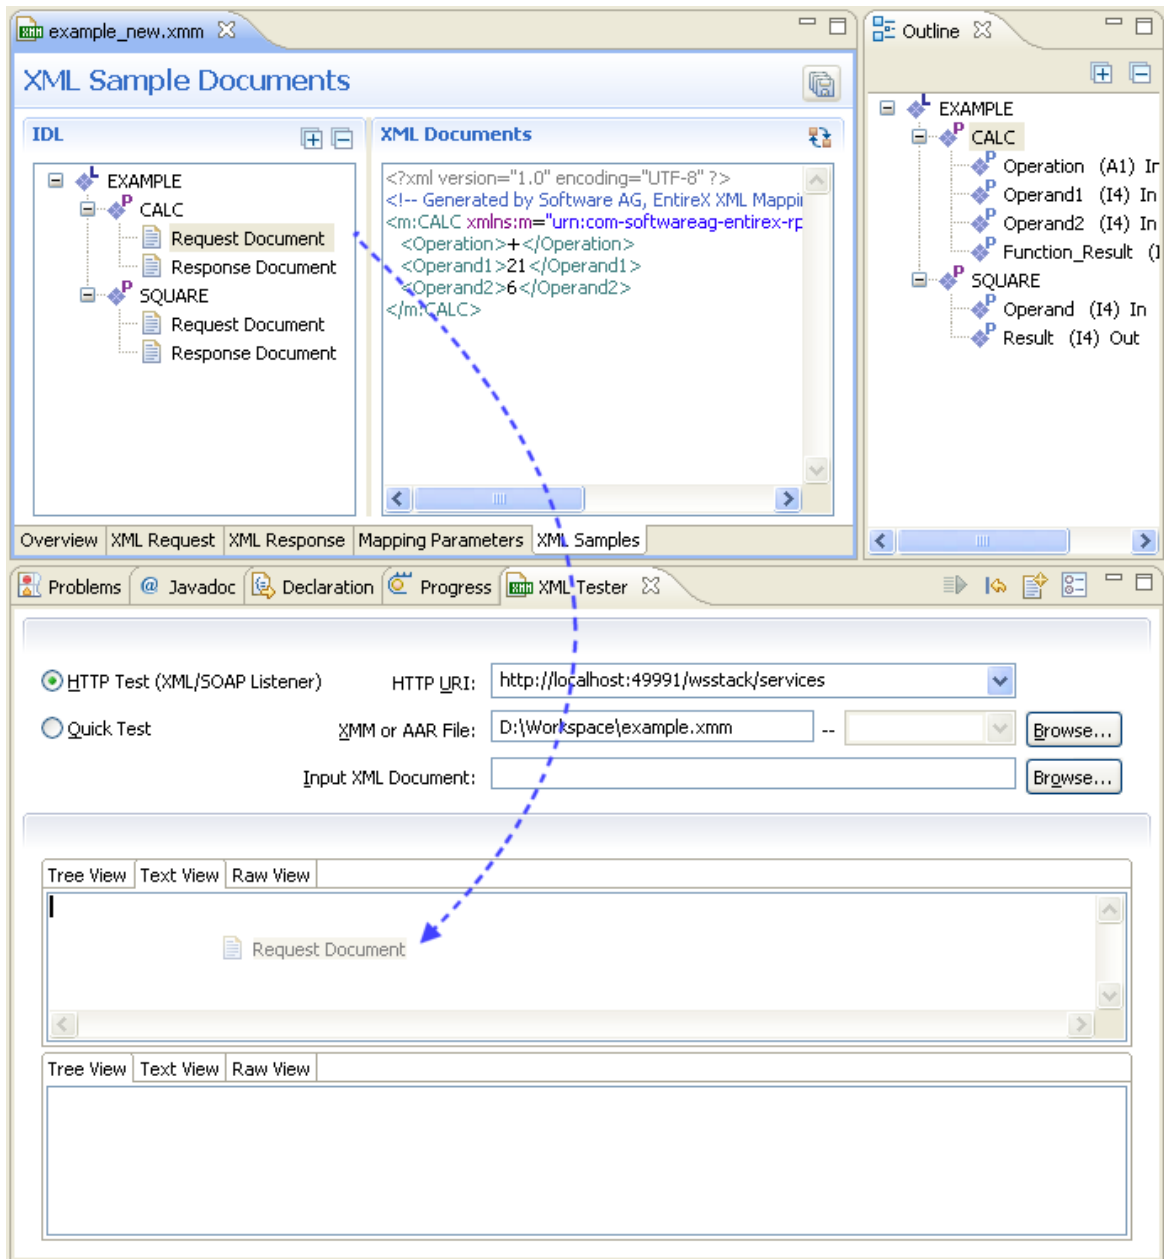 example_new.xmm
Outline
XML Sample Documents
IDL
XML Documents
EXAMPLE
CALC
Request Document
Response Document
SQUARE
Request Document
Response Document
<?xml version="1.0" encoding="UTF-8" ?>
<!-- Generated by Software AG, EntireX XML Mappi
<m:CALC xmlns:m="urn:com-softwareag-entirex-rp
<Operation>+</Operation>
<Operand1>21</Operand1>
<Operand2>6</Operand2>
</m:CALC>
EXAMPLE
CALC
Operation (A1) In
Operand1 (I4) In
Operand2 (I4) In
Function_Result (I
SQUARE
Operand (I4) In
Result (I4) Out
Overview XML Request XML Response Mapping Parameters XML Samples
Problems @ Javadoc Declaration Progress XML Tester
HTTP Test (XML/SOAP Listener) HTTP URI: http://localhost:49991/wsstack/services
Quick Test XMM or AAR File: D:\Workspace\example.xmm -- Browse...
Input XML Document: Browse...
Tree View Text View Raw View
Request Document
Tree View Text View Raw View